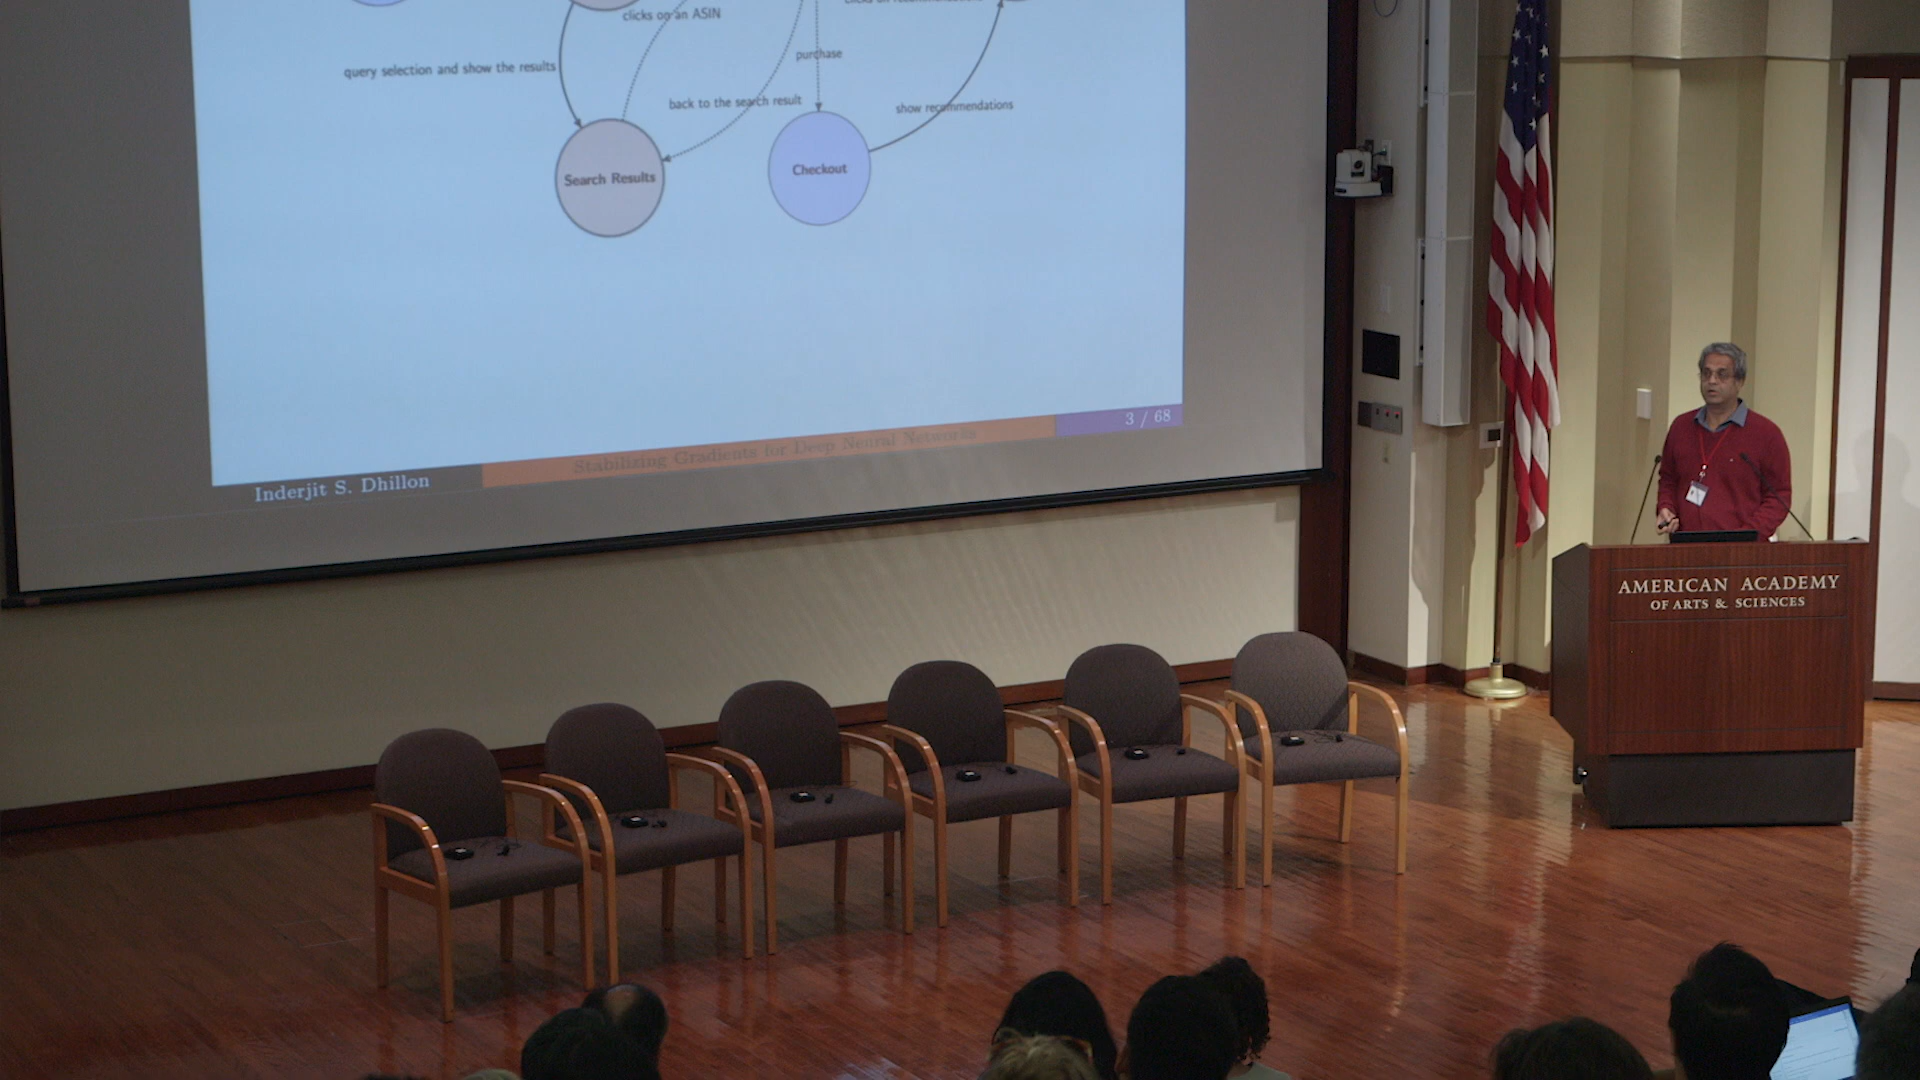 clicks on an ASIN
query selection and show the results
purchase
back to the search result
show recommendations
Search Results
Checkout
3 / 68
Stabilizing Gradients for Deep Neural Networks
Inderjit S. Dhillon
AMERICAN ACADEMY
OF ARTS & SCIENCES